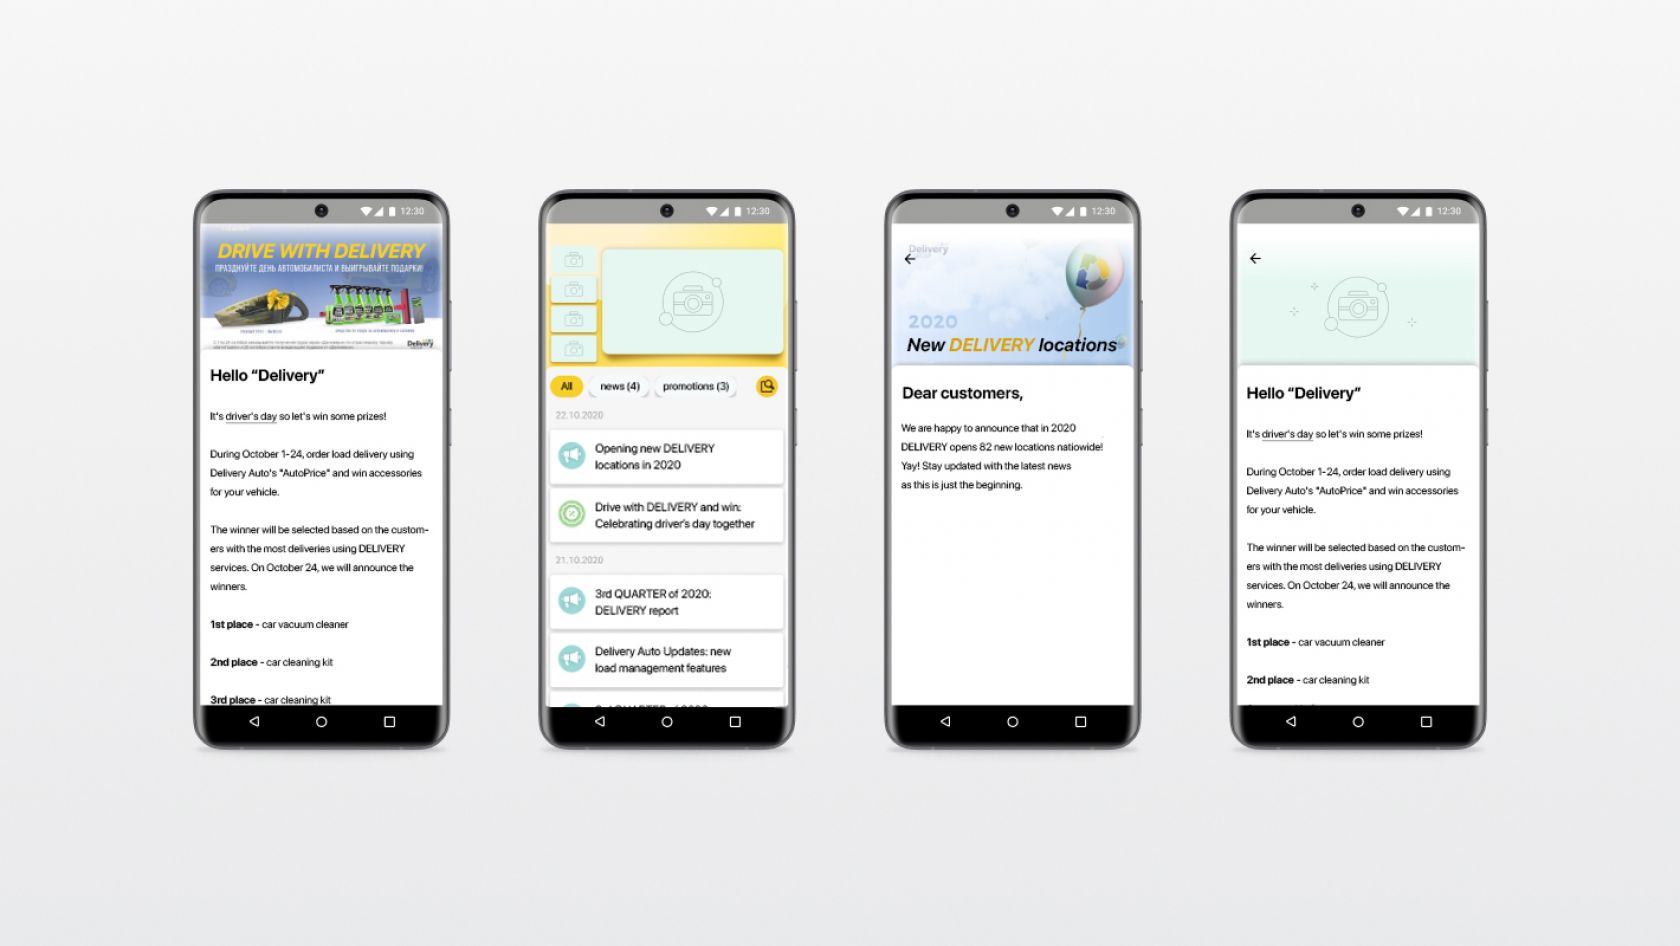 12:30
DRIVE WITH DELIVERY
ПРАЗДНУЙТЕ ДЕНЬ АВТОМОБИЛИСТА И ВЫИГРЫВАЙТЕ ПОДАРКИ!
Delivery
Hello “Delivery”
It's driver's day so let's win some prizes!
During October 1-24, order load delivery using
Delivery Auto's "AutoPrice" and win accessories
for your vehicle.
The winner will be selected based on the custom-
ers with the most deliveries using DELIVERY
services. On October 24, we will announce the
winners.
1st place - car vacuum cleaner
2nd place - car cleaning kit
3rd place - car cleaning kit
12:30
All
news (4)
promotions (3)
22.10.2020
Opening new DELIVERY
locations in 2020
Drive with DELIVERY and win:
Celebrating driver's day together
21.10.2020
3rd QUARTER of 2020:
DELIVERY report
Delivery Auto Updates: new
load management features
12:30
Delivery
2020
New DELIVERY locations
Dear customers,
We are happy to announce that in 2020
DELIVERY opens 82 new locations natiowide!
Yay! Stay updated with the latest news
as this is just the beginning.
12:30
Hello “Delivery”
It's driver's day so let's win some prizes!
During October 1-24, order load delivery using
Delivery Auto's "AutoPrice" and win accessories
for your vehicle.
The winner will be selected based on the custom-
ers with the most deliveries using DELIVERY
services. On October 24, we will announce the
winners.
1st place - car vacuum cleaner
2nd place - car cleaning kit